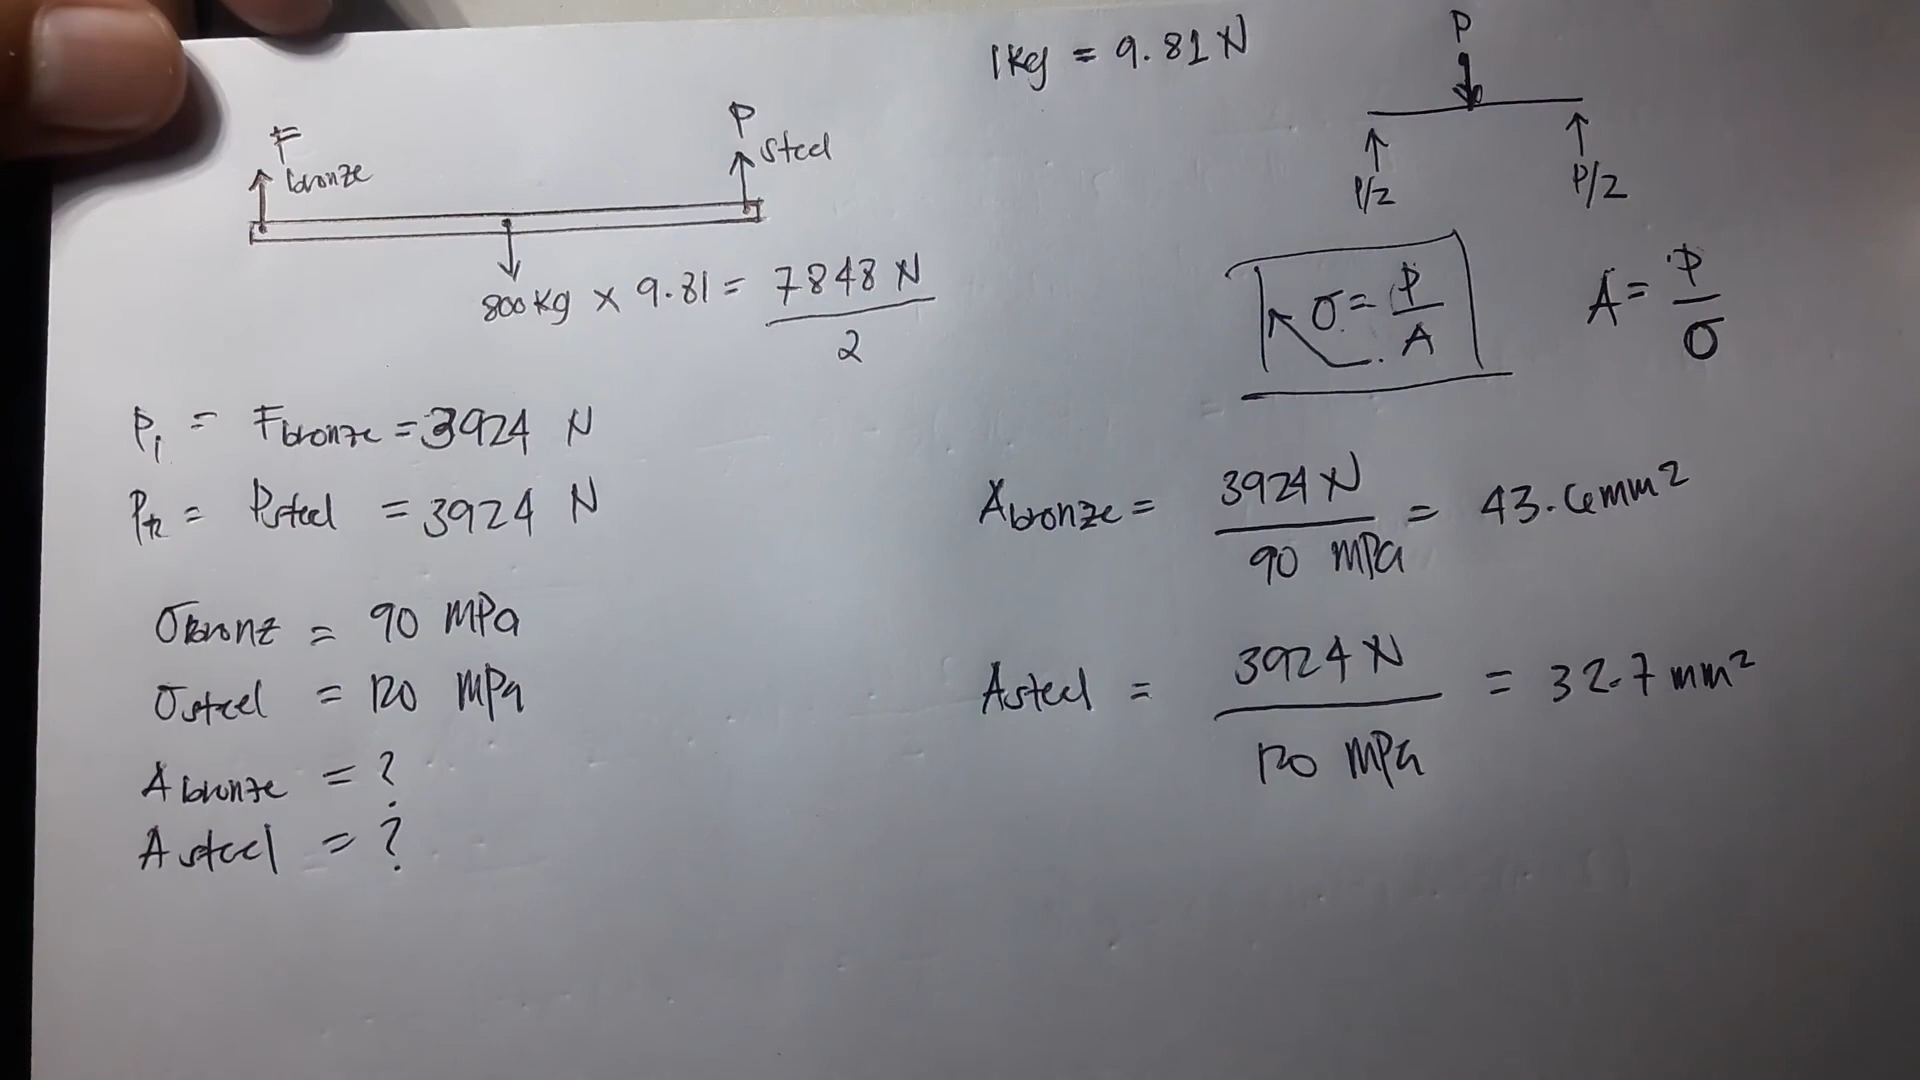 1kg = 9.81 N
P
P/2 P/2
F bronze
P steel
800 kg x 9.81 = 7848 N / 2
σ = P/A
A = P/σ
P1 = Fbronze = 3924 N
P2 = Psteel = 3924 N
σbronz = 90 MPa
σsteel = 120 MPa
Abronze = ?
Asteel = ?
Abronze = 3924 N / 90 MPa = 43.6 mm²
Asteel = 3924 N / 120 MPa = 32.7 mm²